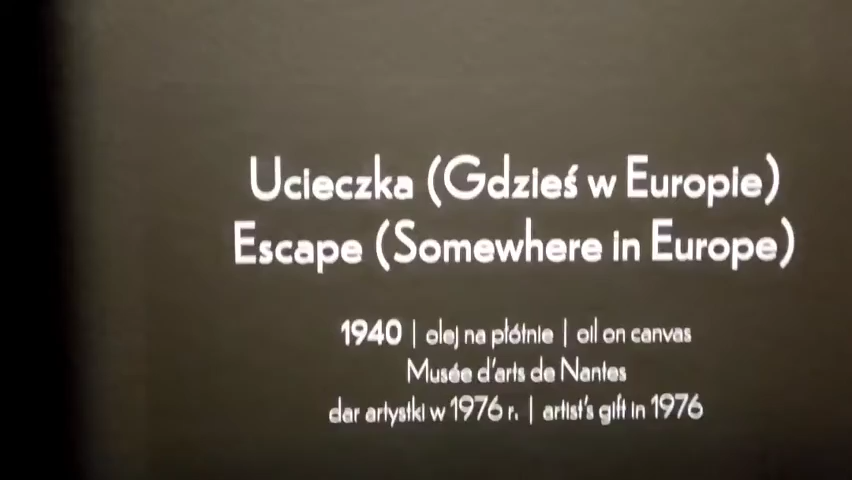 Ucieczka (Gdzieś w Europie)
Escape (Somewhere in Europe)
1940 | olej na płótnie | oil on canvas
Musée d'arts de Nantes
dar artystki w 1976 r. | artist's gift in 1976